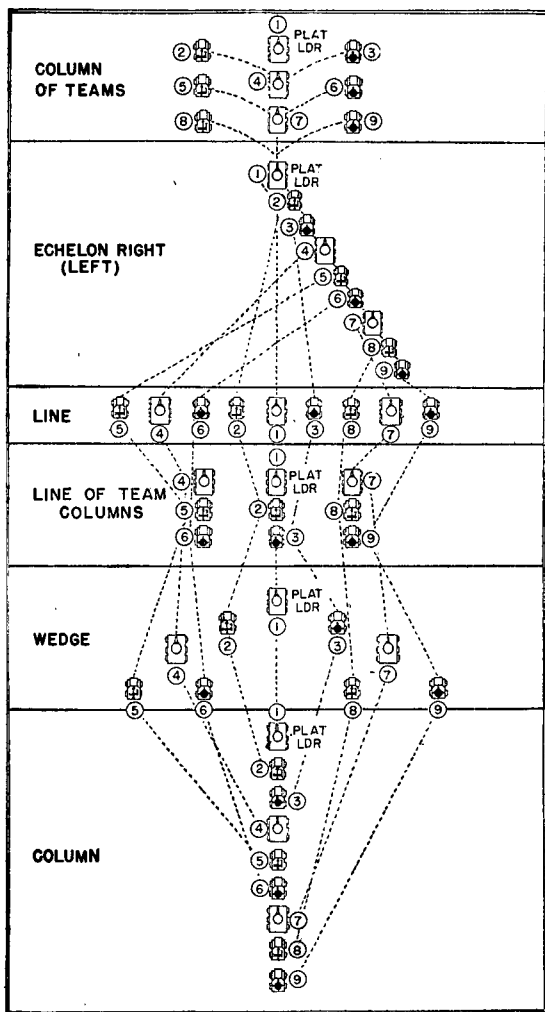 ① PLAT LDR
② ③
COLUMN OF TEAMS
④
⑤ ⑥
⑧ ⑦ ⑨
① PLAT LDR
②
③
ECHELON RIGHT (LEFT)
④
⑤
⑥
⑦
⑧
⑨
LINE
⑤ ④ ⑥ ② ① ③ ⑧ ⑦ ⑨
①
④ PLAT LDR ⑦
LINE OF TEAM COLUMNS
⑤ ② ⑧
⑥ ③ ⑨
PLAT LDR
①
WEDGE
② ③
④ ⑦
⑤ ⑥ ① ⑧ ⑨
PLAT LDR
②
③
④
COLUMN
⑤
⑥
⑦
⑧
⑨